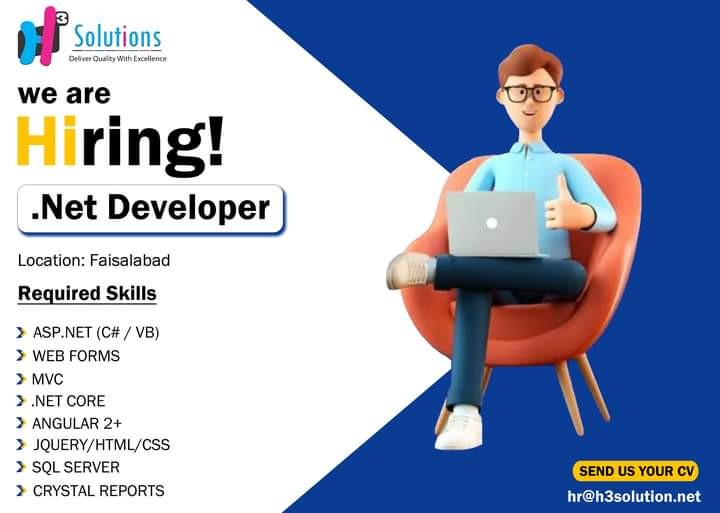 H3 Solutions
Deliver Quality With Excellence
we are
Hiring!
.Net Developer
Location: Faisalabad
Required Skills
ASP.NET (C# / VB)
WEB FORMS
MVC
.NET CORE
ANGULAR 2+
JQUERY/HTML/CSS
SQL SERVER
CRYSTAL REPORTS
SEND US YOUR CV
hr@h3solution.net